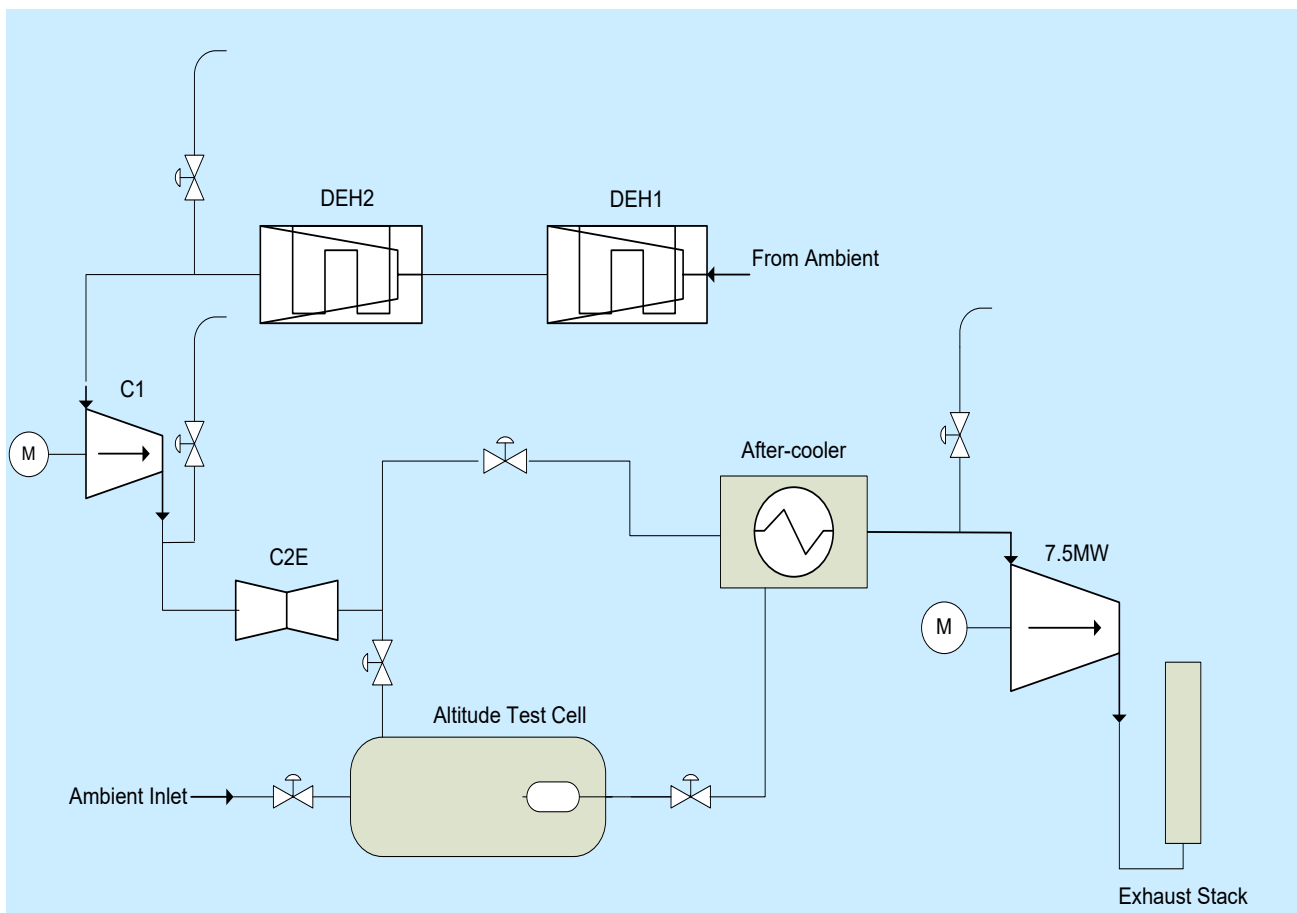 DEH2
DEH1
From Ambient
C1
M
After-cooler
C2E
7.5MW
M
Altitude Test Cell
Ambient Inlet
Exhaust Stack